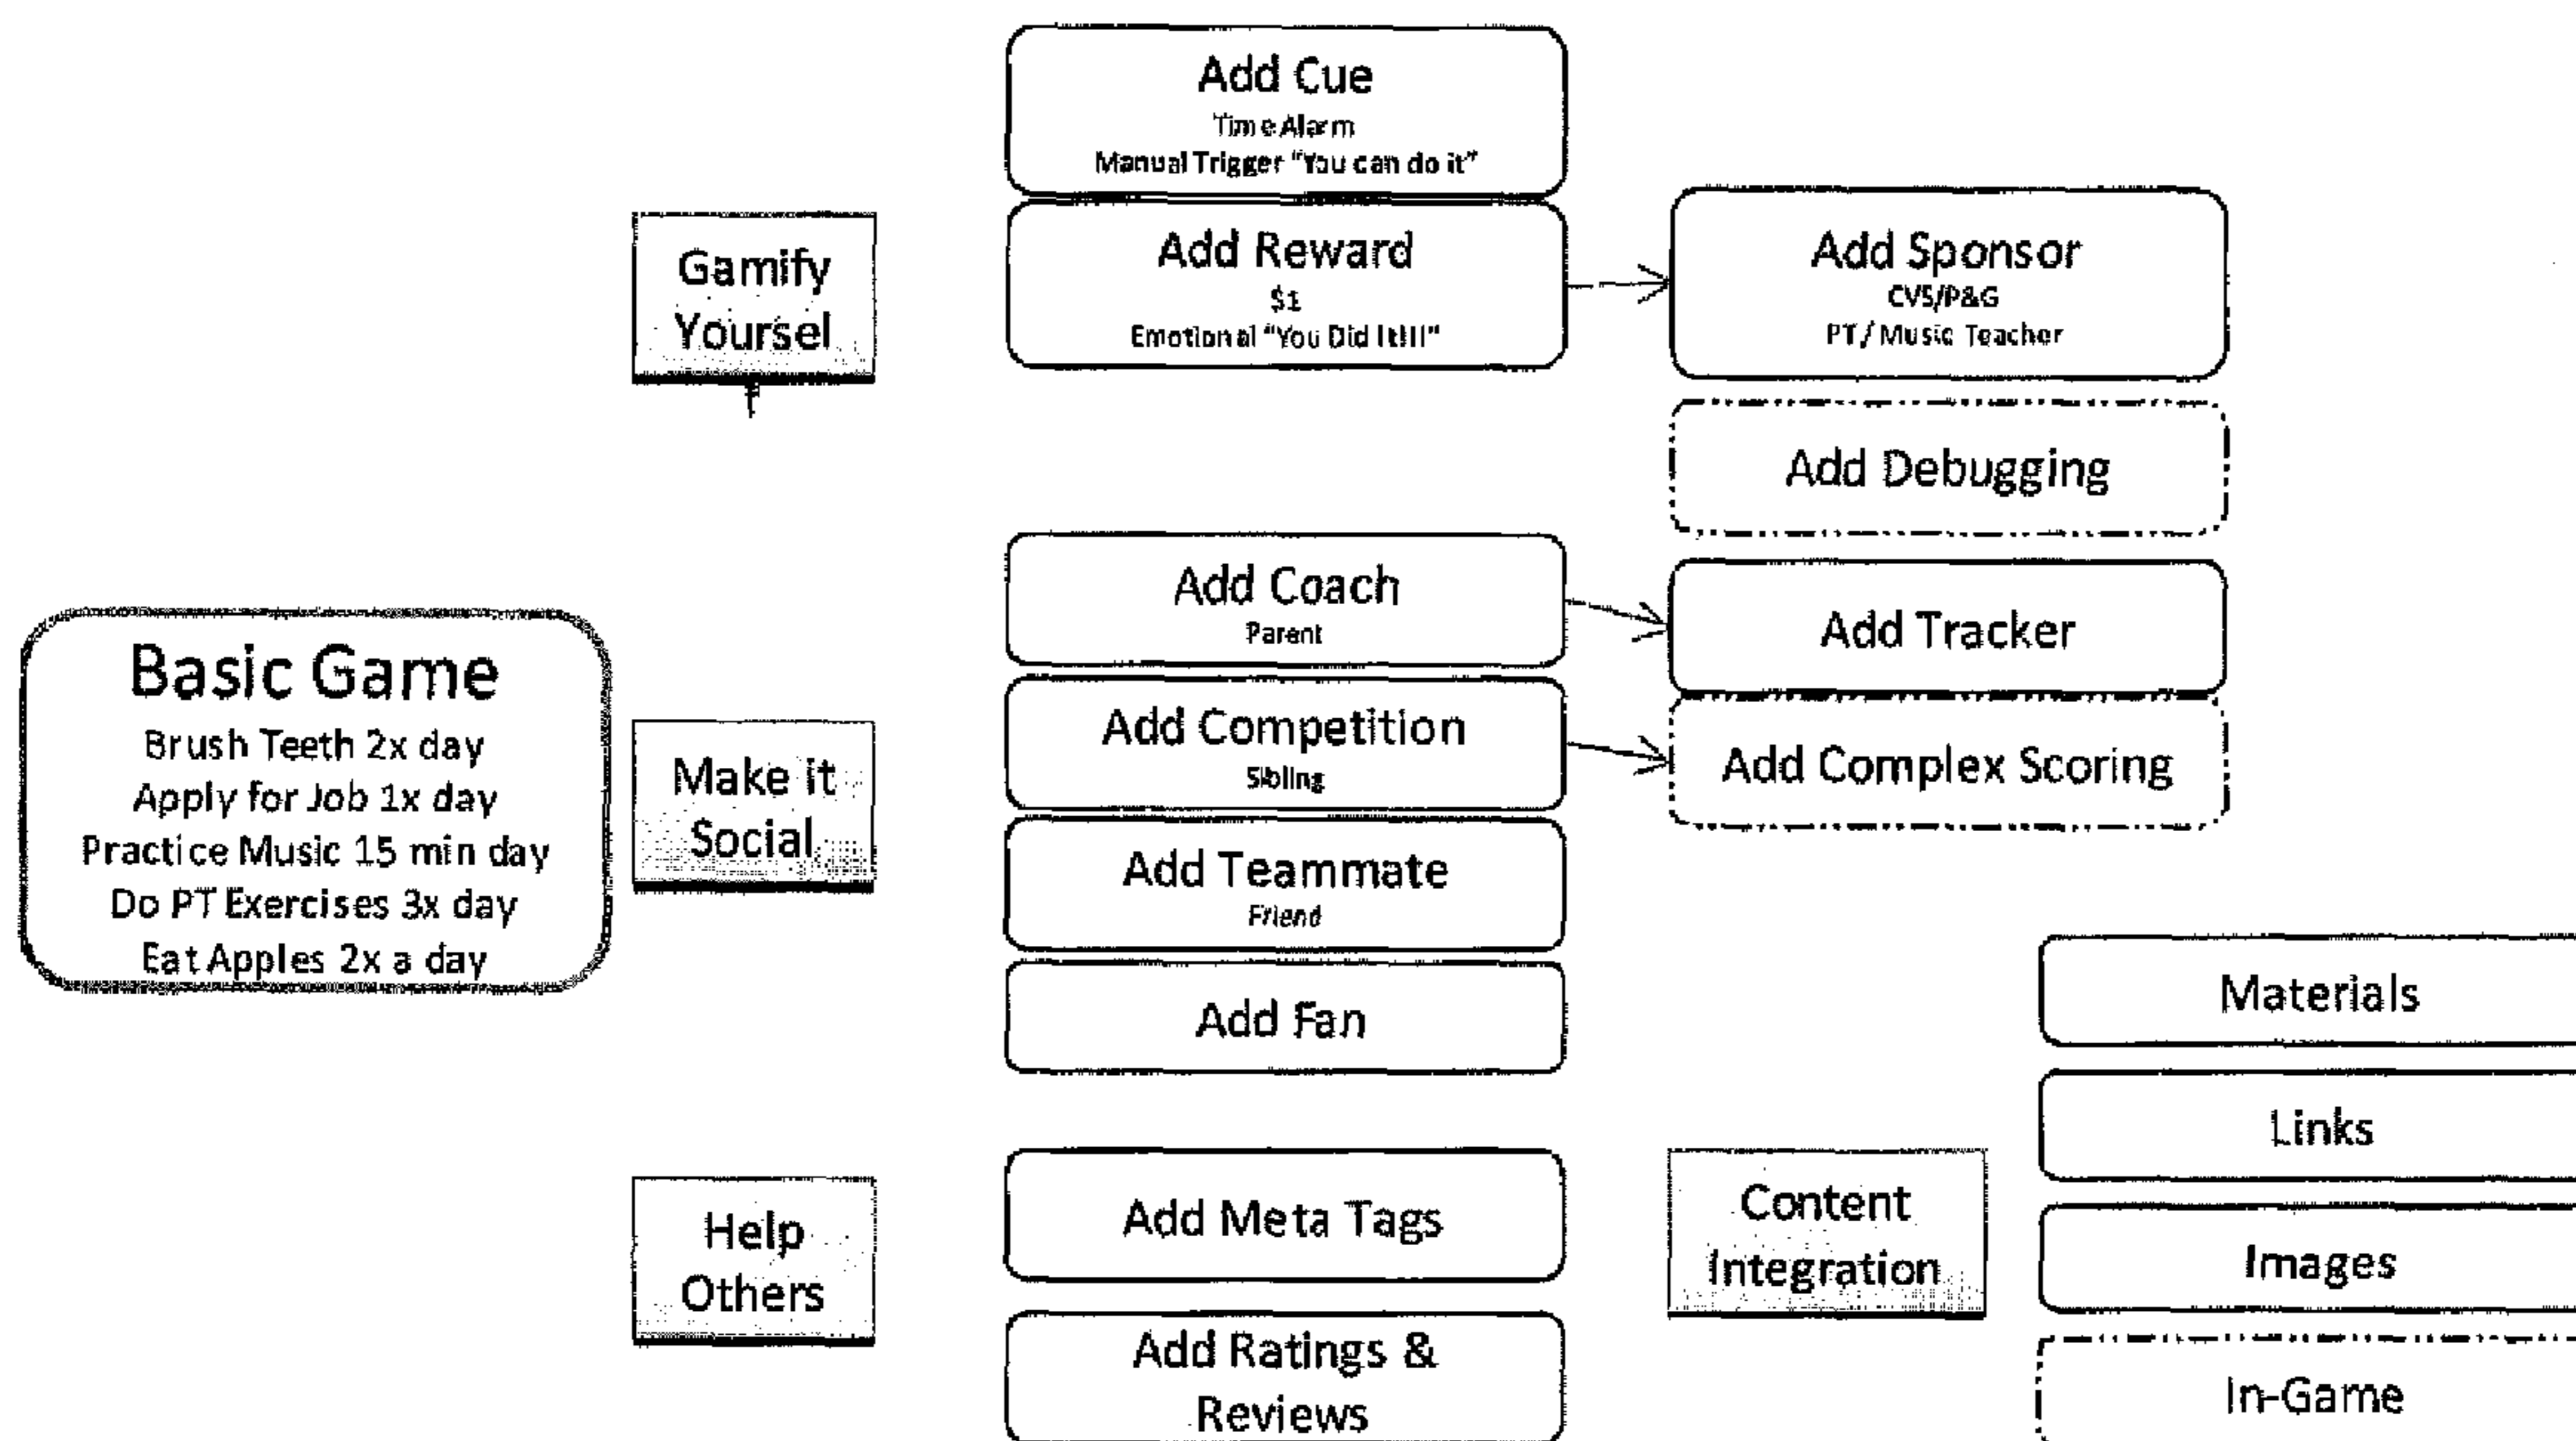 Add Cue
Time Alarm
Manual Trigger "You can do it"
Gamify
Yoursel
Add Reward
$1
Emotional "You Did It!!!"
Add Sponsor
CVS/P&G
PT/Music Teacher
Add Debugging
Basic Game
Brush Teeth 2x day
Apply for Job 1x day
Practice Music 15 min day
Do PT Exercises 3x day
Eat Apples 2x a day
Make it
Social
Add Coach
Parent
Add Competition
Sibling
Add Teammate
Friend
Add Fan
Add Tracker
Add Complex Scoring
Help
Others
Add Meta Tags
Add Ratings &
Reviews
Content
Integration
Materials
Links
Images
In-Game